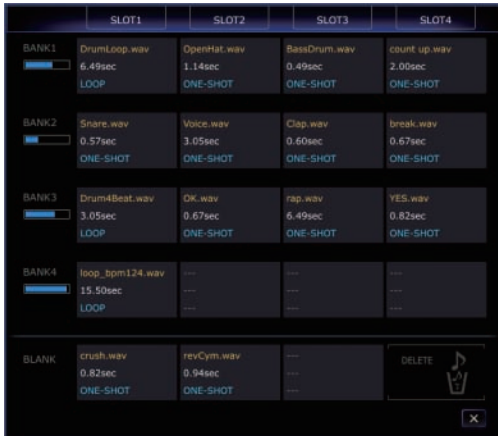 SLOT1 SLOT2 SLOT3 SLOT4
BANK1 DrumLoop.wav OpenHat.wav BassDrum.wav count up.wav
6.49sec 1.14sec 0.49sec 2.00sec
LOOP ONE-SHOT ONE-SHOT ONE-SHOT
BANK2 Snare.wav Voice.wav Clap.wav break.wav
0.57sec 3.05sec 0.60sec 0.67sec
ONE-SHOT ONE-SHOT ONE-SHOT ONE-SHOT
BANK3 Drum4Beat.wav OK.wav rap.wav YES.wav
3.05sec 0.67sec 6.49sec 0.82sec
LOOP ONE-SHOT ONE-SHOT ONE-SHOT
BANK4 loop_bpm124.wav --- --- ---
15.50sec --- --- ---
LOOP --- --- ---
BLANK crush.wav revCym.wav --- DELETE
0.82sec 0.94sec ---
ONE-SHOT ONE-SHOT ---